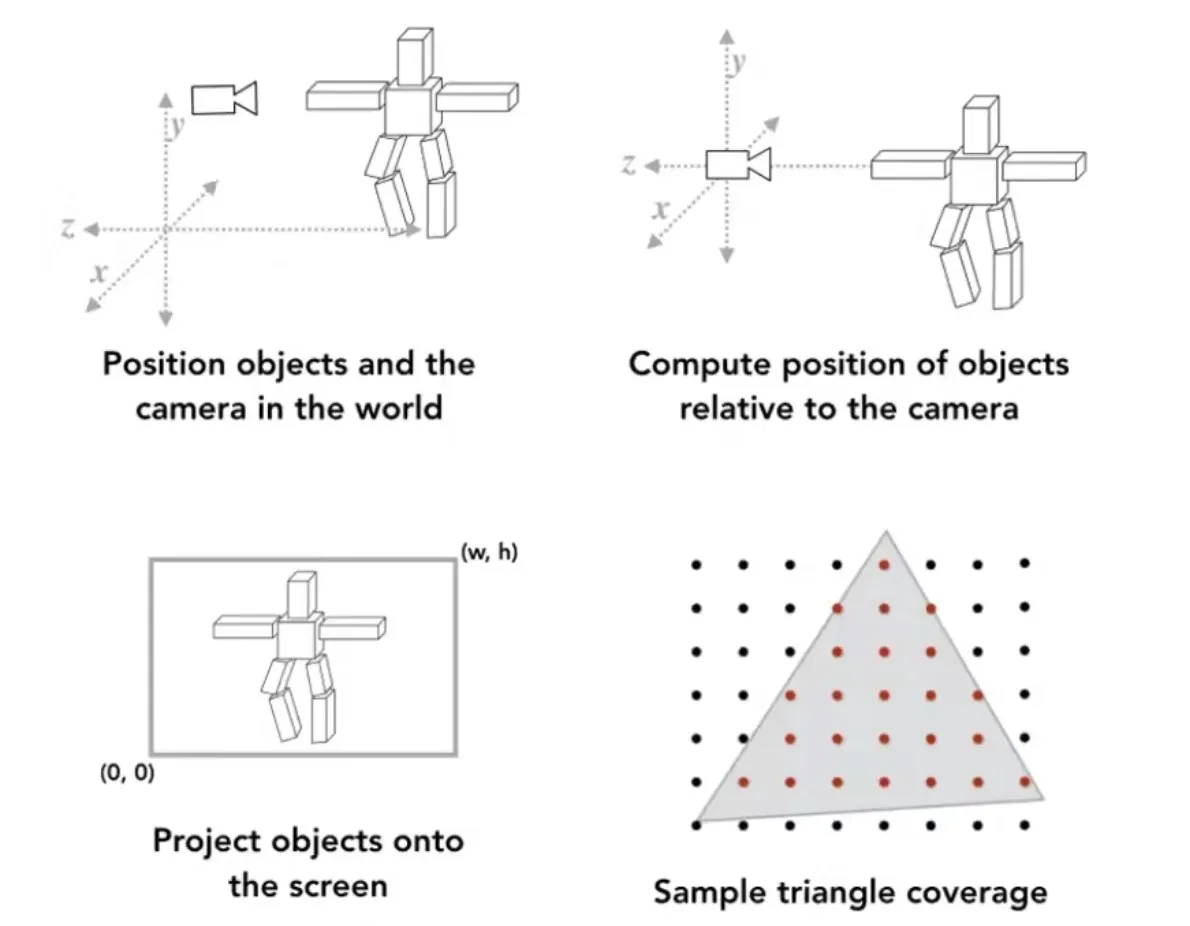 y
z
x
Position objects and the
camera in the world
y
z
x
Compute position of objects
relative to the camera
(w, h)
(0, 0)
Project objects onto
the screen
Sample triangle coverage